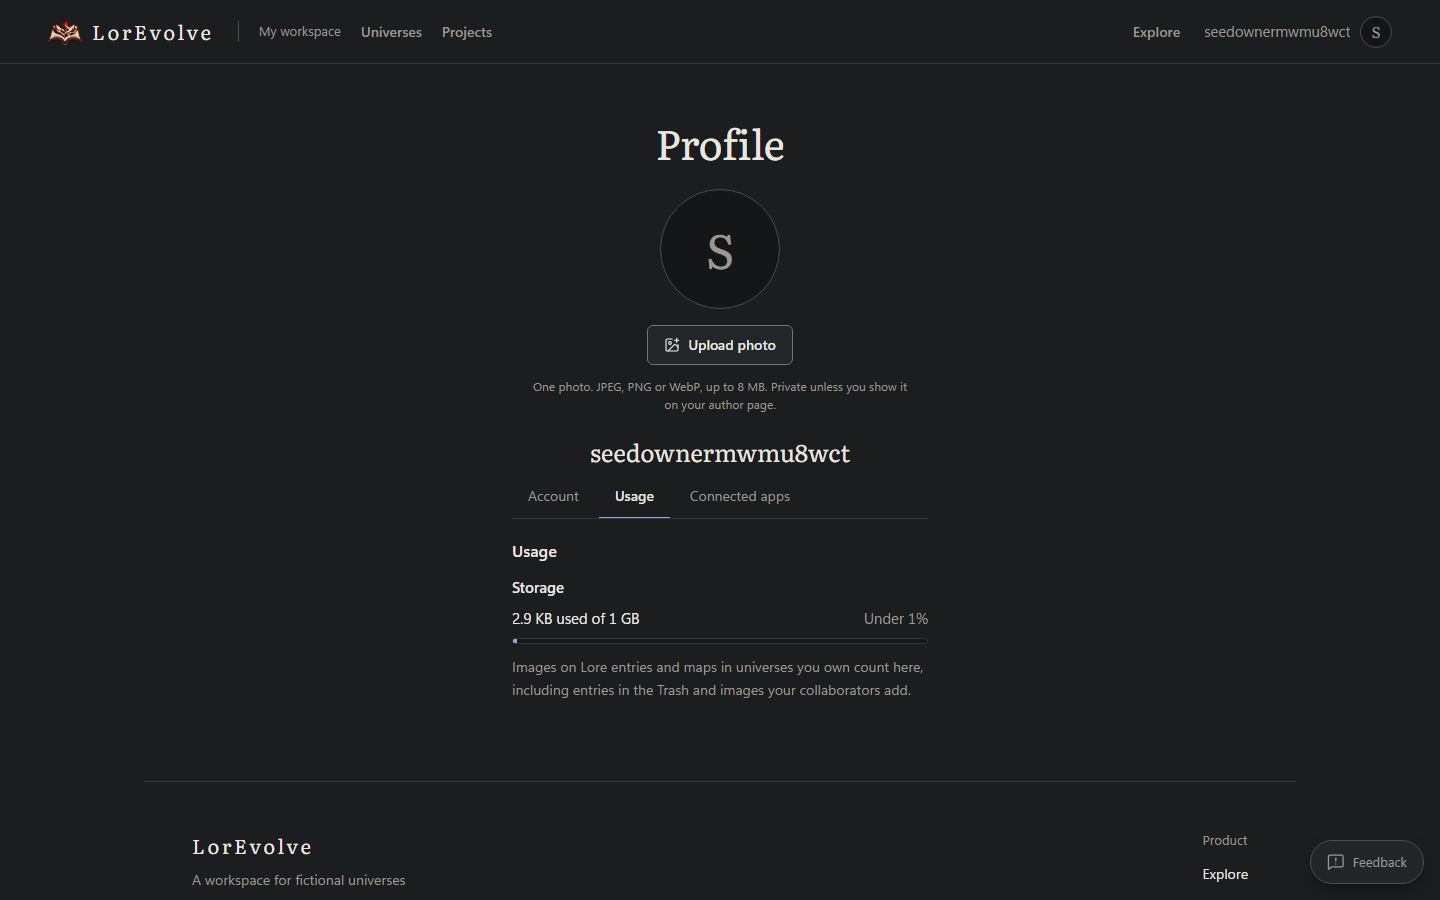 LorEvolve
My workspace
Universes
Projects
Explore
seedownermwmu8wct
S
Profile
S
Upload photo
One photo. JPEG, PNG or WebP, up to 8 MB. Private unless you show it
on your author page.
seedownermwmu8wct
Account
Usage
Connected apps
Usage
Storage
2.9 KB used of 1 GB
Under 1%
Images on Lore entries and maps in universes you own count here,
including entries in the Trash and images your collaborators add.
LorEvolve
A workspace for fictional universes
Product
Explore
Feedback